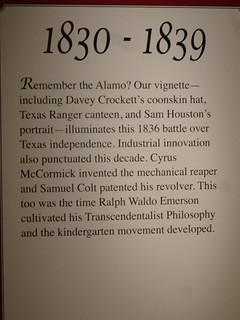 1830 - 1839
Remember the Alamo? Our vignette—
including Davey Crockett's coonskin hat,
Texas Ranger canteen, and Sam Houston's
portrait—illuminates this 1836 battle over
Texas independence. Industrial innovation
also punctuated this decade. Cyrus
McCormick invented the mechanical reaper
and Samuel Colt patented his revolver. This
too was the time Ralph Waldo Emerson
cultivated his Transcendentalist Philosophy
and the kindergarten movement developed.